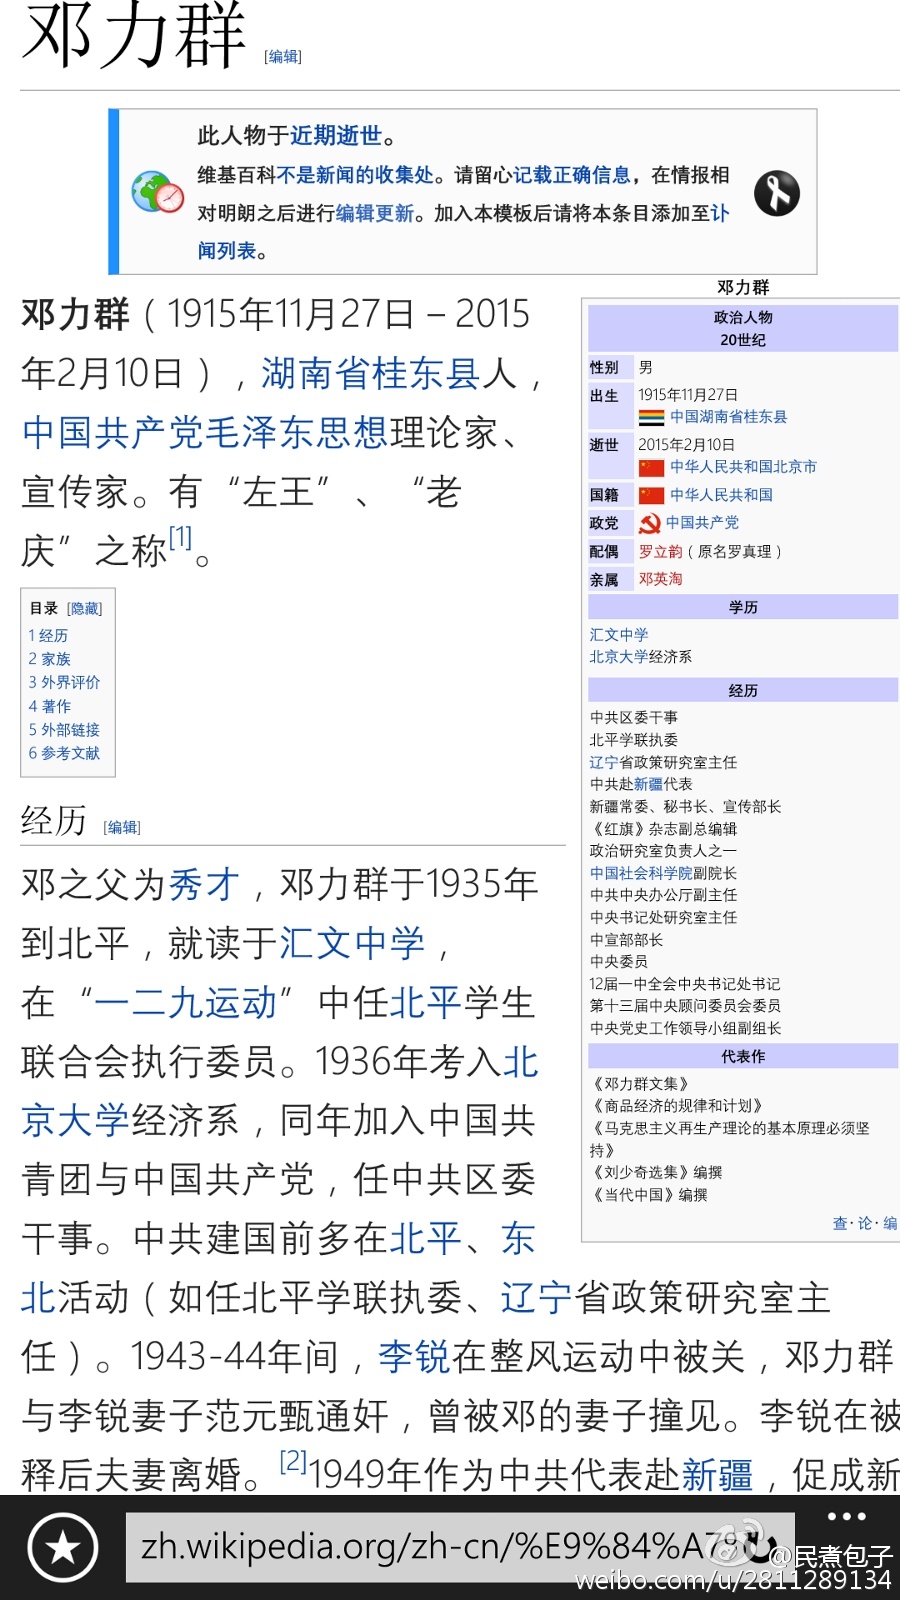 邓力群 [编辑]
此人物于近期逝世。
维基百科不是新闻的收集处。请留心记载正确信息，在情报相
对明朗之后进行编辑更新。加入本模板后请将本条目添加至讣
闻列表。
邓力群（1915年11月27日－2015
年2月10日），湖南省桂东县人，
中国共产党毛泽东思想理论家、
宣传家。有“左王”、“老
庆”之称[1]。
目录 [隐藏]
1 经历
2 家族
3 外界评价
4 著作
5 外部链接
6 参考文献
邓力群
政治人物
20世纪
性别 男
出生 1915年11月27日
中国湖南省桂东县
逝世 2015年2月10日
中华人民共和国北京市
国籍 中华人民共和国
政党 中国共产党
配偶 罗立韵（原名罗真理）
亲属 邓英淘
学历
汇文中学
北京大学经济系
经历
中共区委干事
北平学联执委
辽宁省政策研究室主任
中共赴新疆代表
新疆常委、秘书长、宣传部长
《红旗》杂志副总编辑
政治研究室负责人之一
中国社会科学院副院长
中共中央办公厅副主任
中央书记处研究室主任
中宣部部长
中央委员
12届一中全会中央书记处书记
第十三届中央顾问委员会委员
中央党史工作领导小组副组长
代表作
《邓力群文集》
《商品经济的规律和计划》
《马克思主义再生产理论的基本原理必须坚
持》
《刘少奇选集》编撰
《当代中国》编撰
查·论·编
经历 [编辑]
邓之父为秀才，邓力群于1935年
到北平，就读于汇文中学，
在“一二九运动”中任北平学生
联合会执行委员。1936年考入北
京大学经济系，同年加入中国共
青团与中国共产党，任中共区委
干事。中共建国前多在北平、东
北活动（如任北平学联执委、辽宁省政策研究室主
任）。1943-44年间，李锐在整风运动中被关，邓力群
与李锐妻子范元甄通奸，曾被邓的妻子撞见。李锐在被
释后夫妻离婚。[2]1949年作为中共代表赴新疆，促成新
zh.wikipedia.org/zh-cn/%E9%84%A79
@民煮包子
weibo.com/u/2811289134